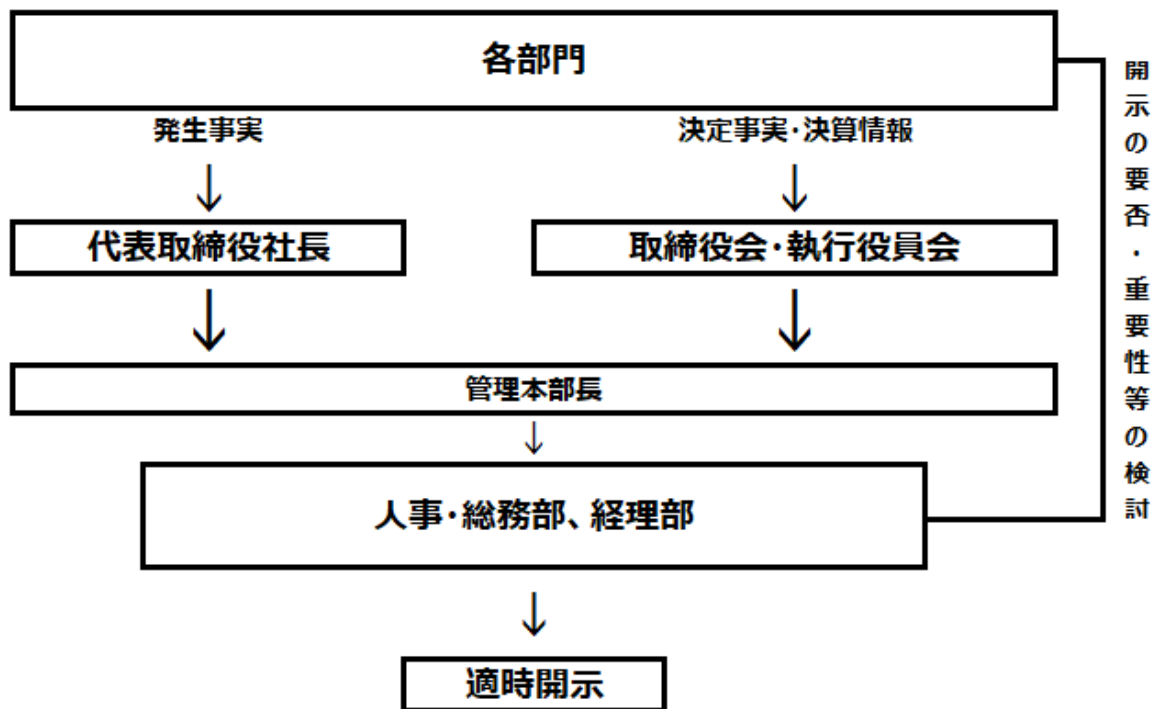 各部門
発生事実
決定事実・決算情報
代表取締役社長
取締役会・執行役員会
管理本部長
人事・総務部、経理部
適時開示
開示の要否・重要性等の検討